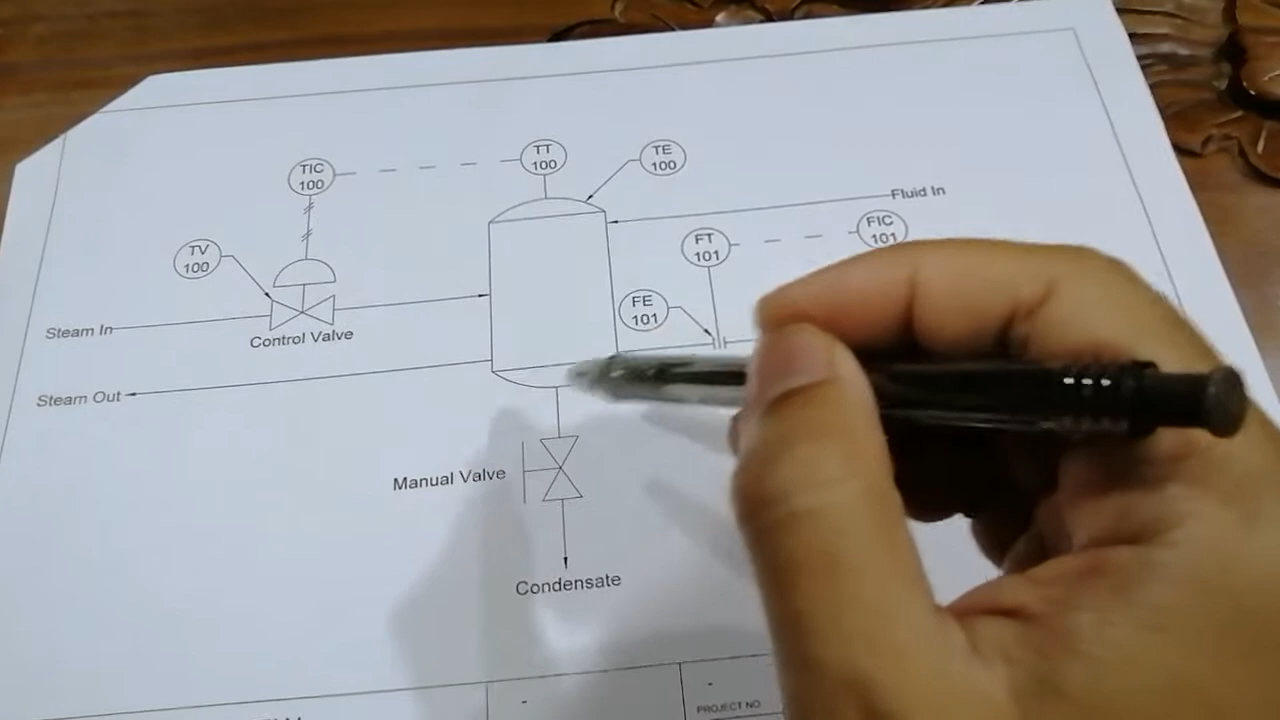 TIC
100
TT
100
TE
100
Fluid In
FIC
101
FT
101
TV
100
FE
101
Steam In
Control Valve
Steam Out
Manual Valve
Condensate
-
-
PROJECT NO